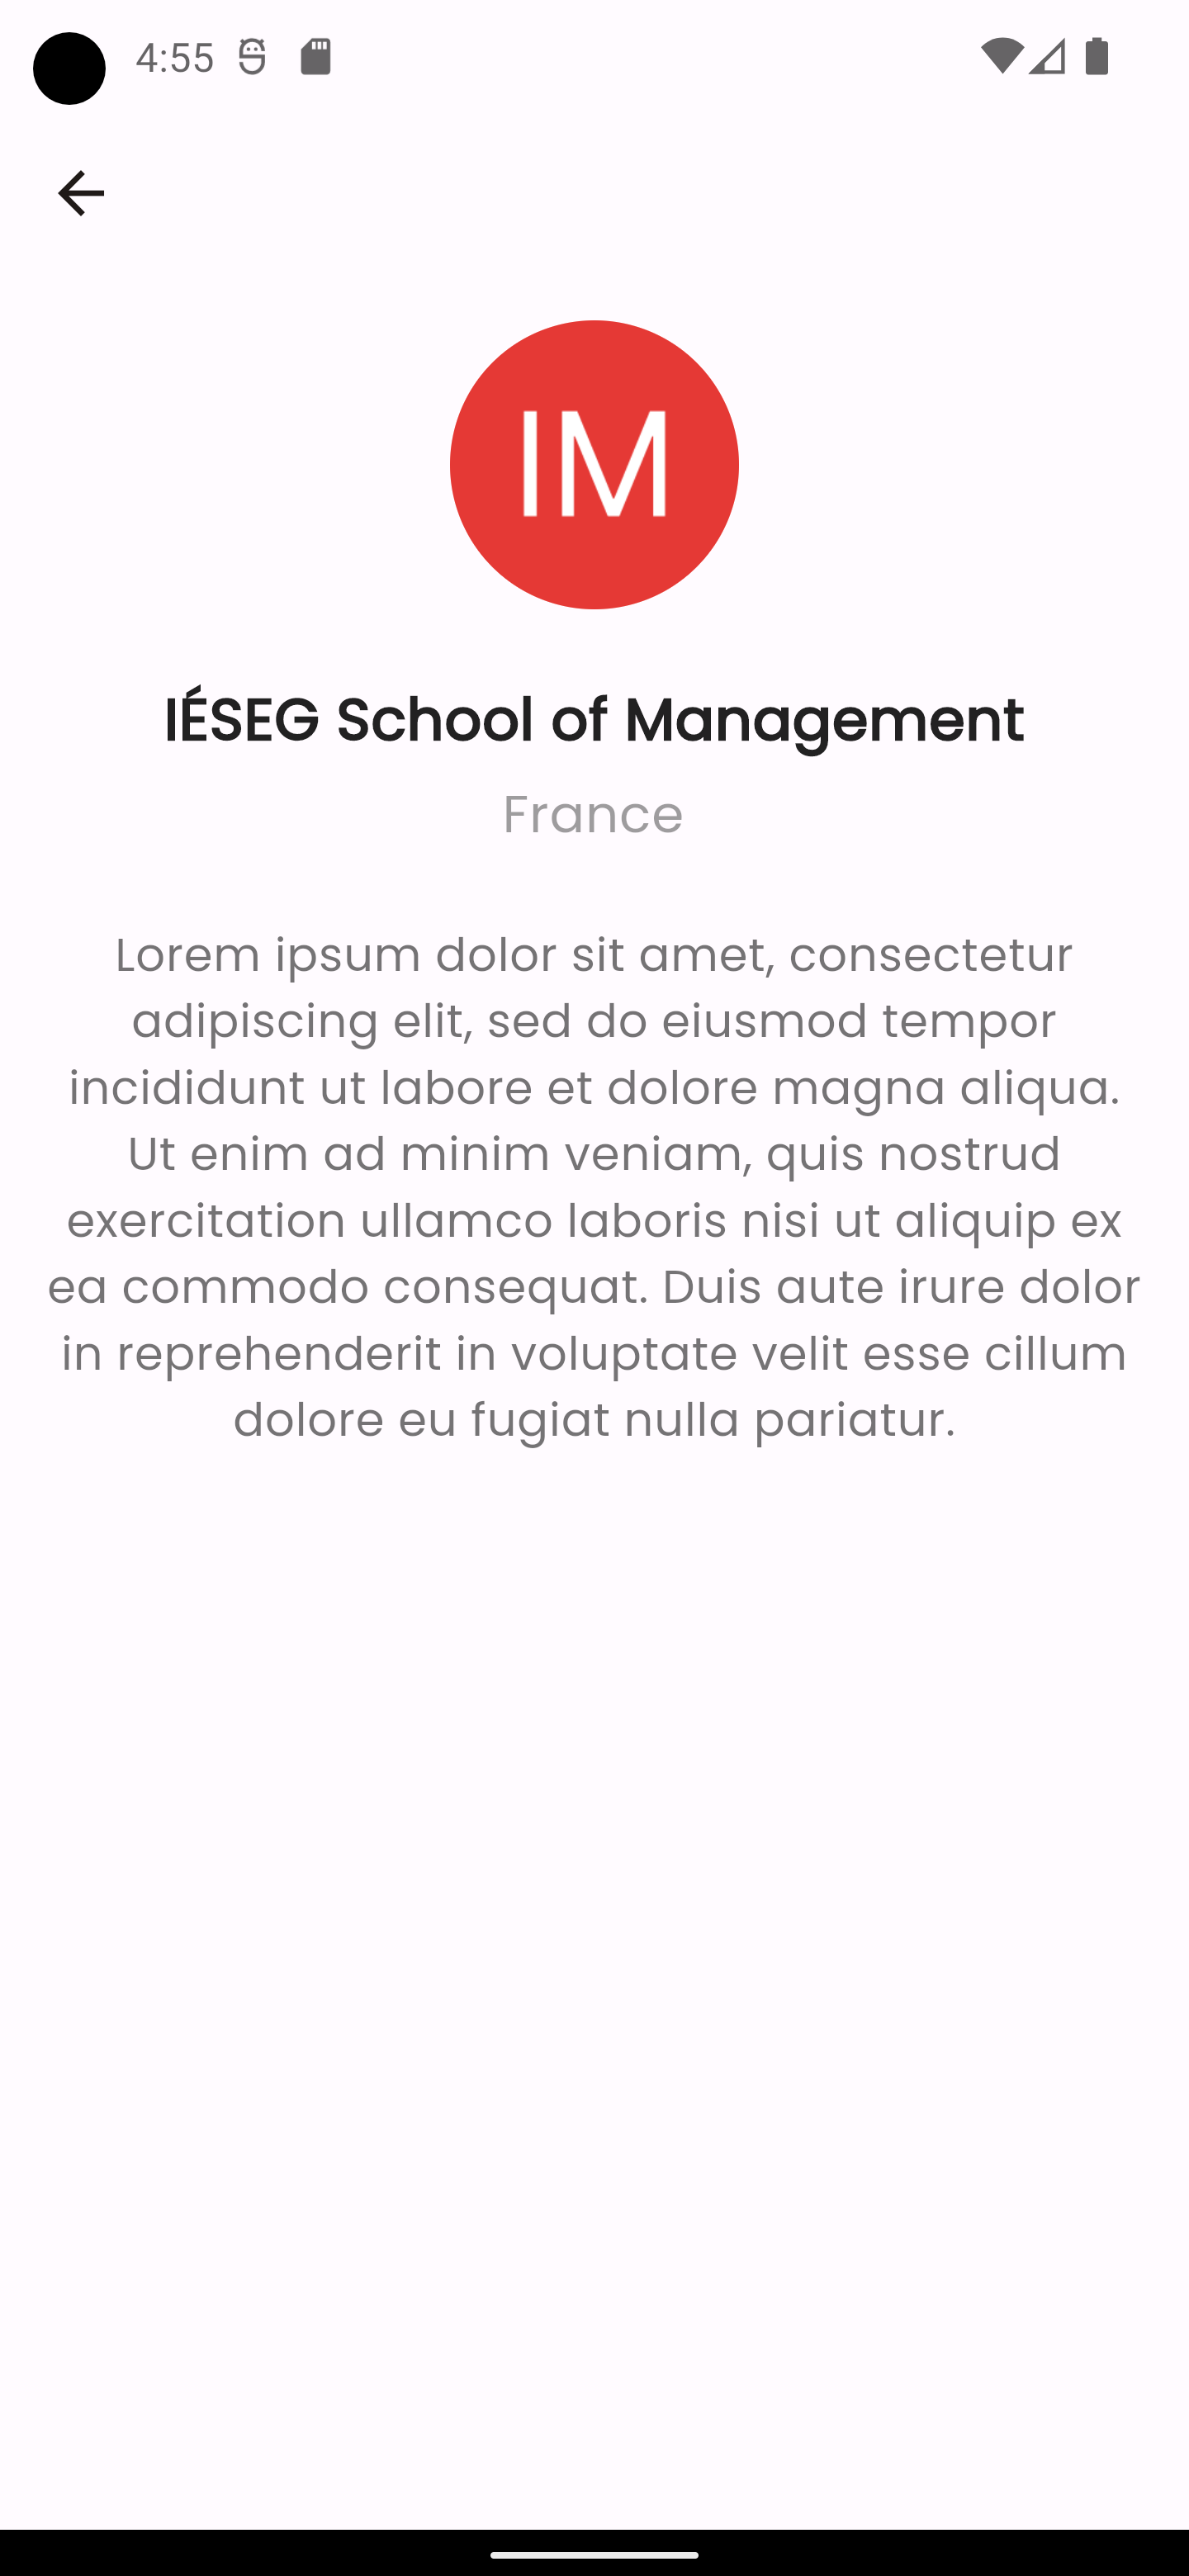 4:55
IM
IÉSEG School of Management
France
Lorem ipsum dolor sit amet, consectetur
adipiscing elit, sed do eiusmod tempor
incididunt ut labore et dolore magna aliqua.
Ut enim ad minim veniam, quis nostrud
exercitation ullamco laboris nisi ut aliquip ex
ea commodo consequat. Duis aute irure dolor
in reprehenderit in voluptate velit esse cillum
dolore eu fugiat nulla pariatur.